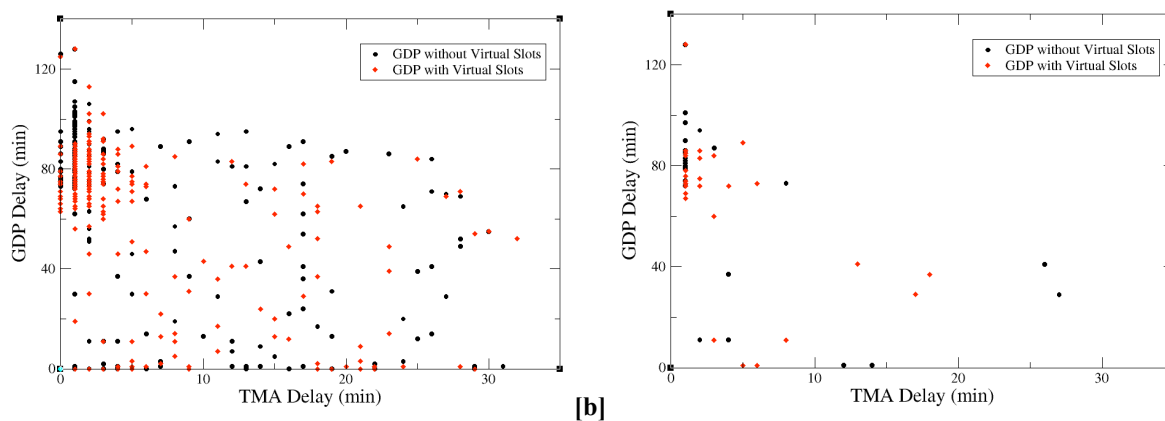 GDP without Virtual Slots
GDP with Virtual Slots
GDP Delay (min)
120
80
40
0
0
10
20
30
TMA Delay (min)
[b]
GDP without Virtual Slots
GDP with Virtual Slots
GDP Delay (min)
120
80
40
0
0
10
20
30
TMA Delay (min)